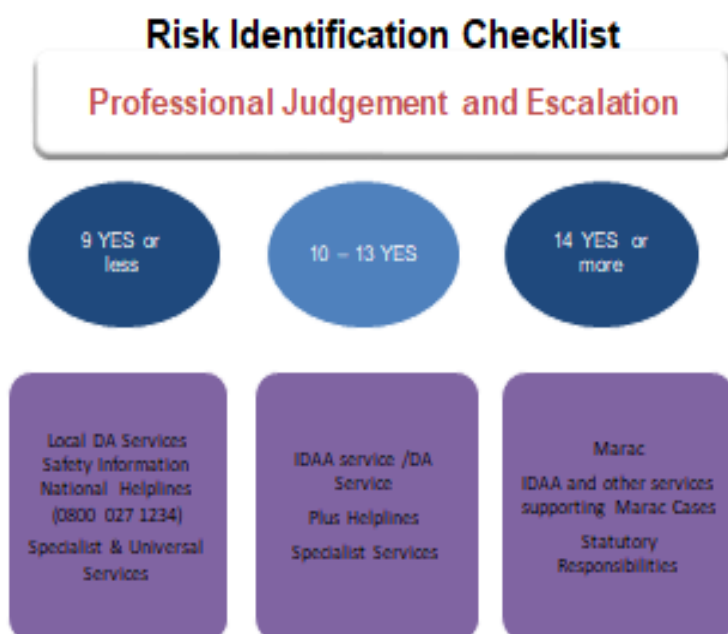 Risk Identification Checklist
Professional Judgement and Escalation
9 YES or
less
10 – 13 YES
14 YES or
more
Local DA Services
Safety Information
National Helplines
(0800 027 1234)
Specialist & Universal
Services
IDAA service /DA
Service
Plus Helplines
Specialist Services
Marac
IDAA and other services
supporting Marac Cases
Statutory
Responsibilities